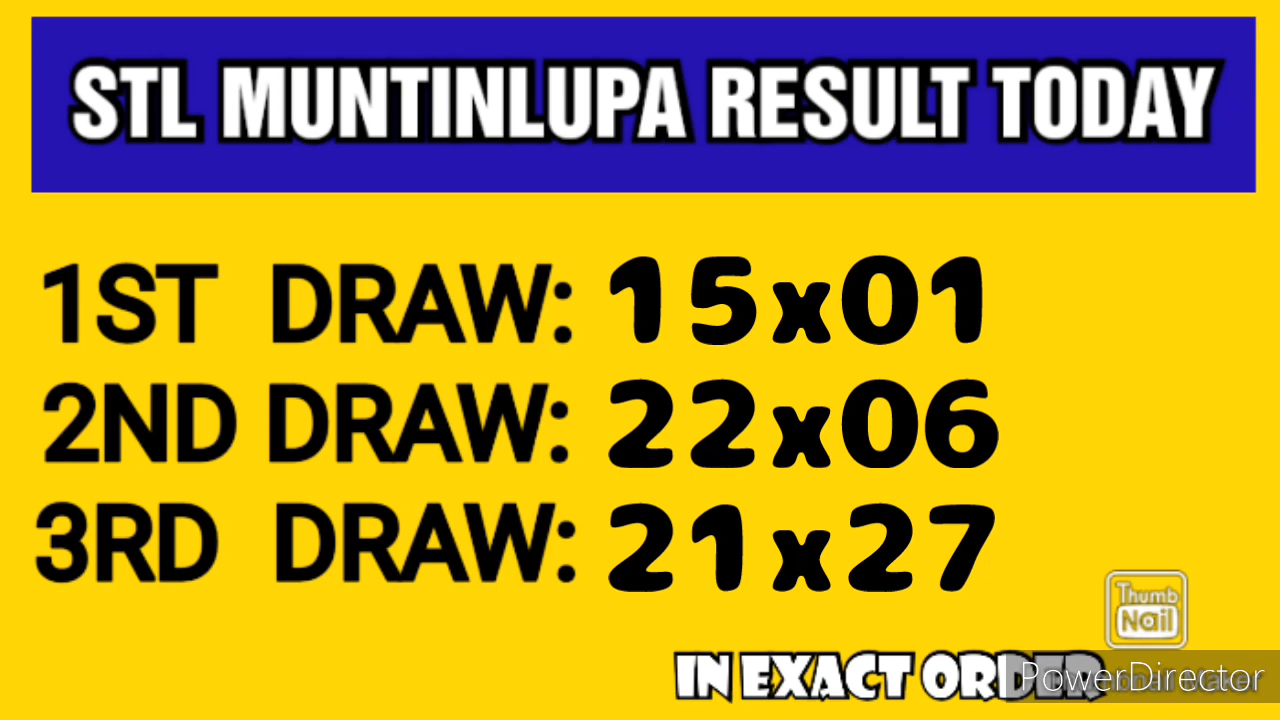 STL MUNTINLUPA RESULT TODAY
1ST DRAW: 15x01
2ND DRAW: 22x06
3RD DRAW: 21x27
Thumb
Nail
IN EXACT ORDER
PowerDirector